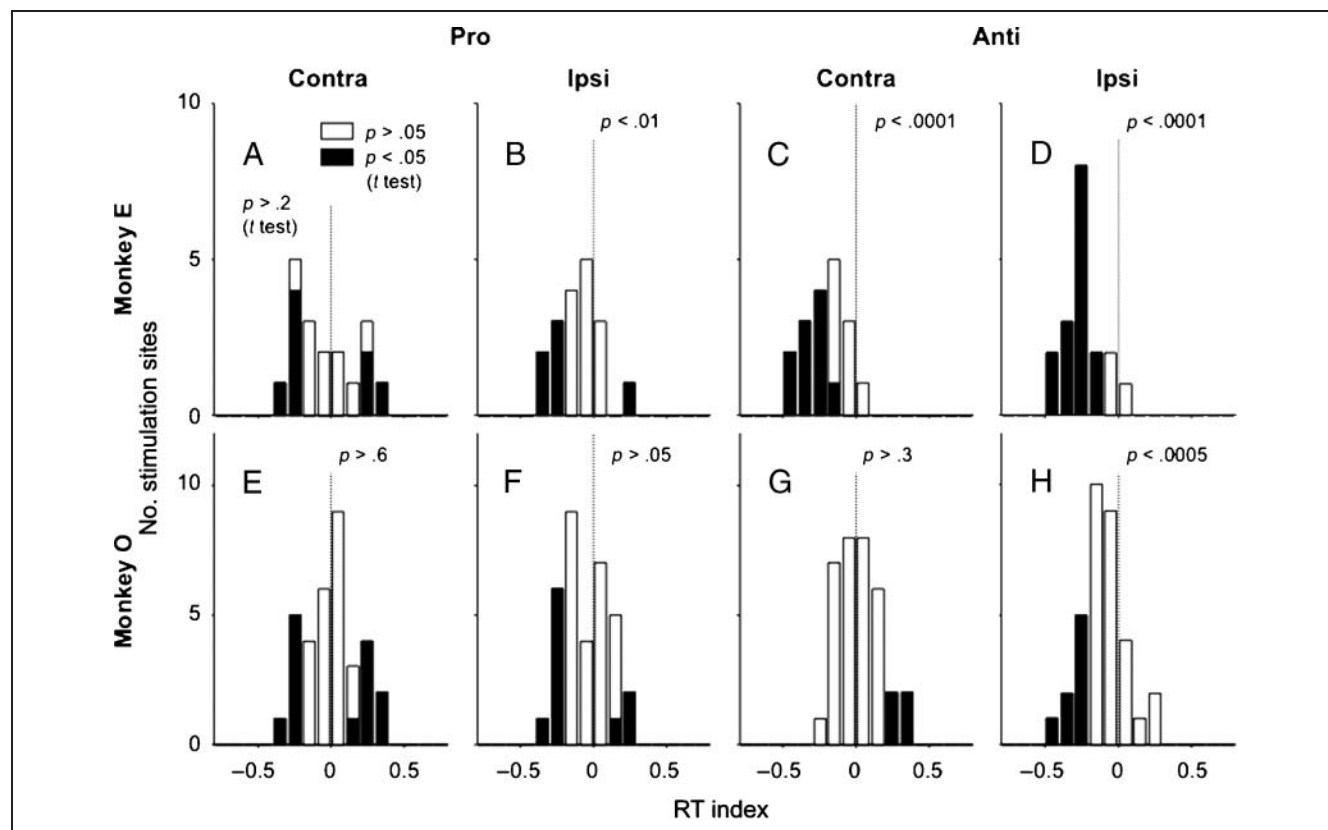 Pro Anti
Contra Ipsi Contra Ipsi
10
p > .05
p < .05
(t test)
p < .01
p < .0001
p < .0001
A
B
C
D
p > .2
(t test)
Monkey E
5
0
No. stimulation sites
p > .6
p > .05
p > .3
p < .0005
E
F
G
H
Monkey O
10
5
0
–0.5 0 0.5 –0.5 0 0.5 –0.5 0 0.5 –0.5 0 0.5
RT index